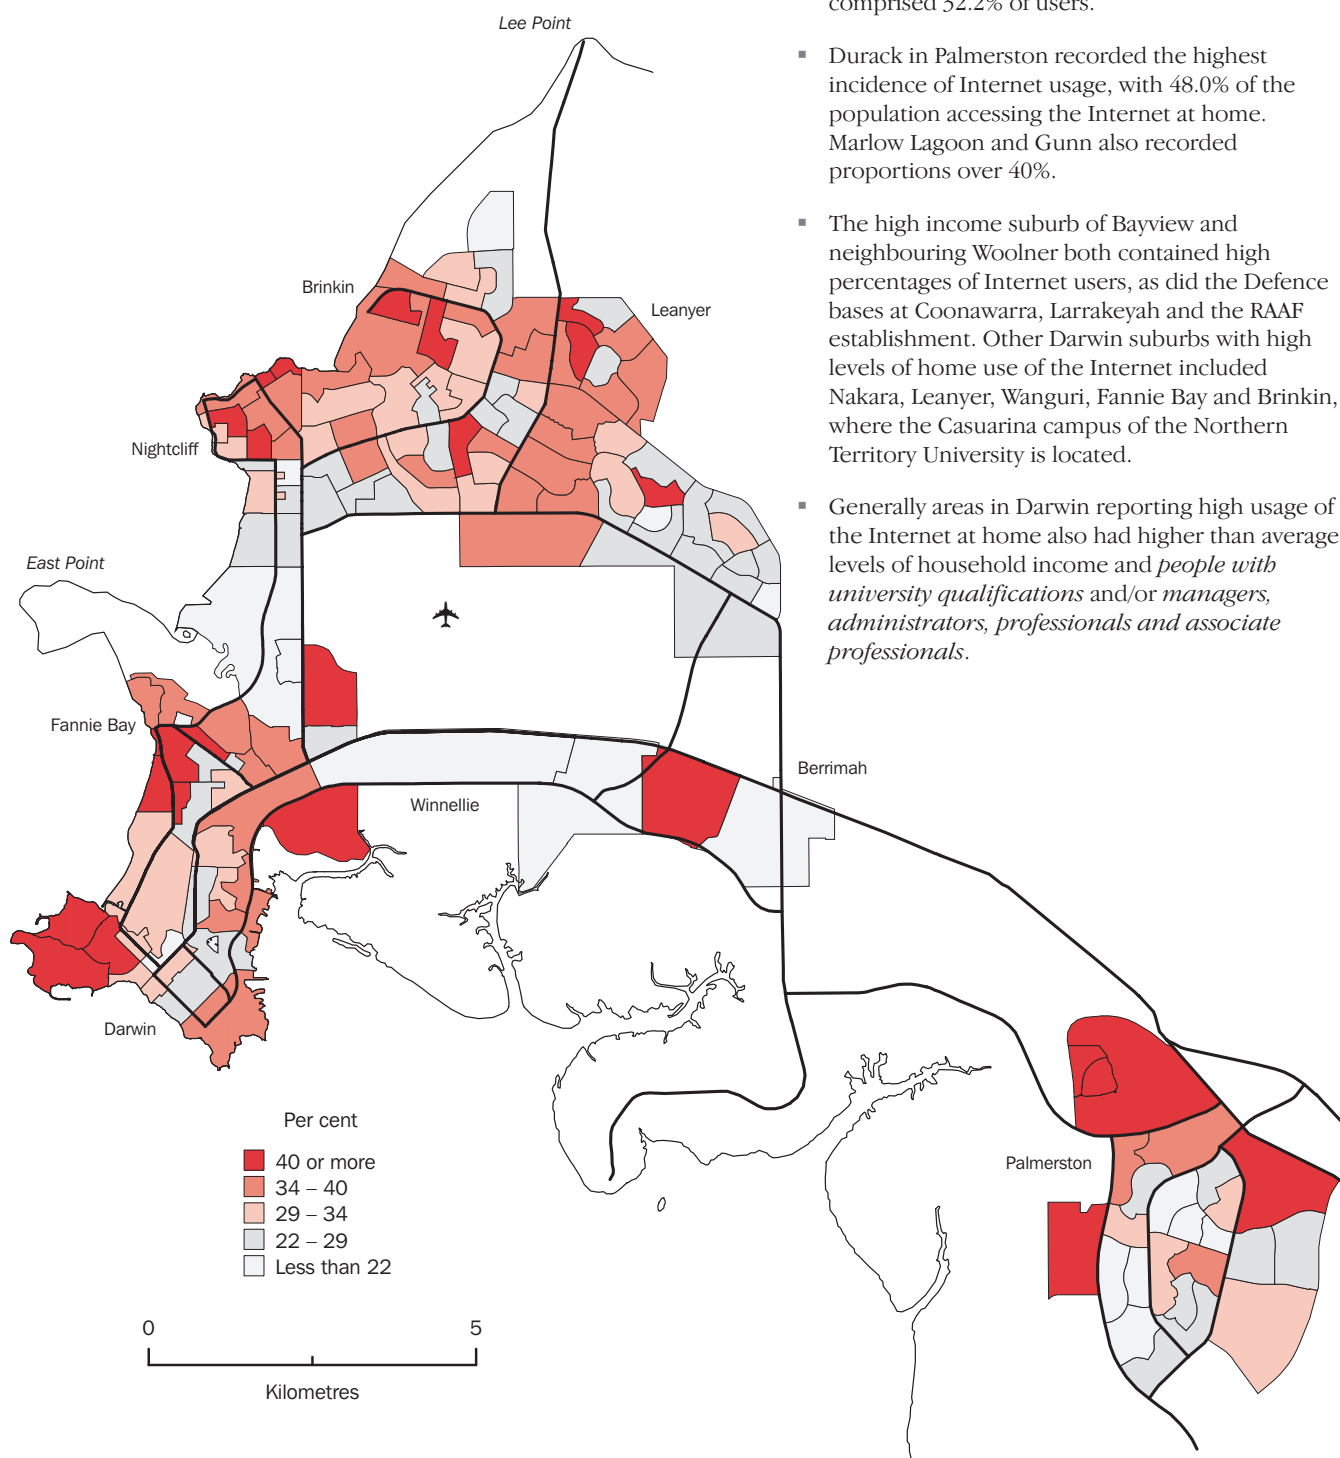 comprised 52.2% of users.
▪ Durack in Palmerston recorded the highest
incidence of Internet usage, with 48.0% of the
population accessing the Internet at home.
Marlow Lagoon and Gunn also recorded
proportions over 40%.
▪ The high income suburb of Bayview and
neighbouring Woolner both contained high
percentages of Internet users, as did the Defence
bases at Coonawarra, Larrakeyah and the RAAF
establishment. Other Darwin suburbs with high
levels of home use of the Internet included
Nakara, Leanyer, Wanguri, Fannie Bay and Brinkin,
where the Casuarina campus of the Northern
Territory University is located.
▪ Generally areas in Darwin reporting high usage of
the Internet at home also had higher than average
levels of household income and people with
university qualifications and/or managers,
administrators, professionals and associate
professionals.
Lee Point
Brinkin
Leanyer
Nightcliff
East Point
Fannie Bay
Berrimah
Winnellie
Darwin
Palmerston
Per cent
40 or more
34 – 40
29 – 34
22 – 29
Less than 22
0 5
Kilometres